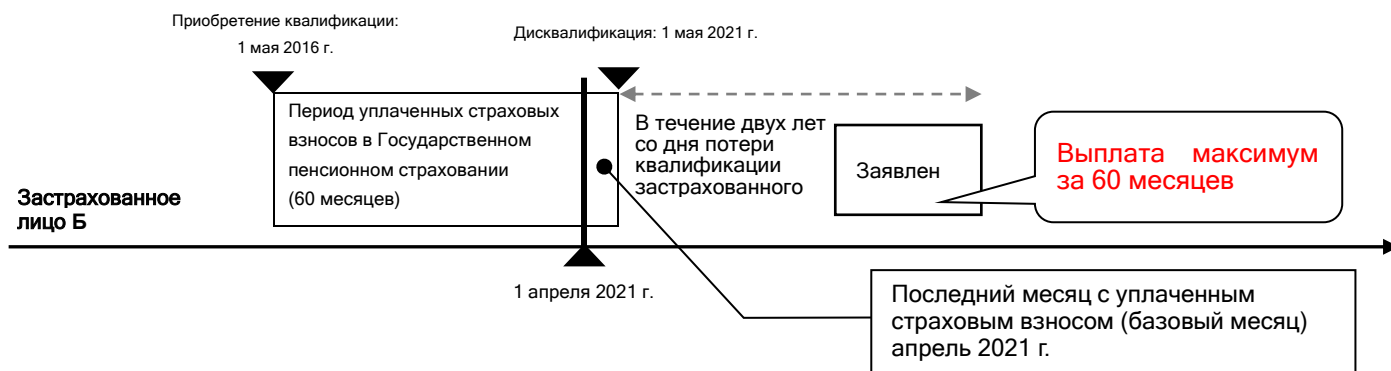 Приобретение квалификации:
1 мая 2016 г.
Дисквалификация: 1 мая 2021 г.
Период уплаченных страховых
взносов в Государственном
пенсионном страховании
(60 месяцев)
В течение двух лет
со дня потери
квалификации
застрахованного
Заявлен
Выплата максимум
за 60 месяцев
Застрахованное
лицо Б
1 апреля 2021 г.
Последний месяц с уплаченным
страховым взносом (базовый месяц)
апрель 2021 г.